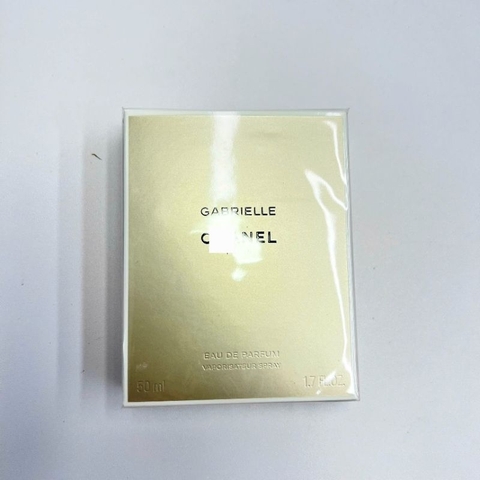 GABRIELLE
CHANEL
EAU DE PARFUM
VAPORISATEUR SPRAY
50 ml 1.7 FL.OZ.